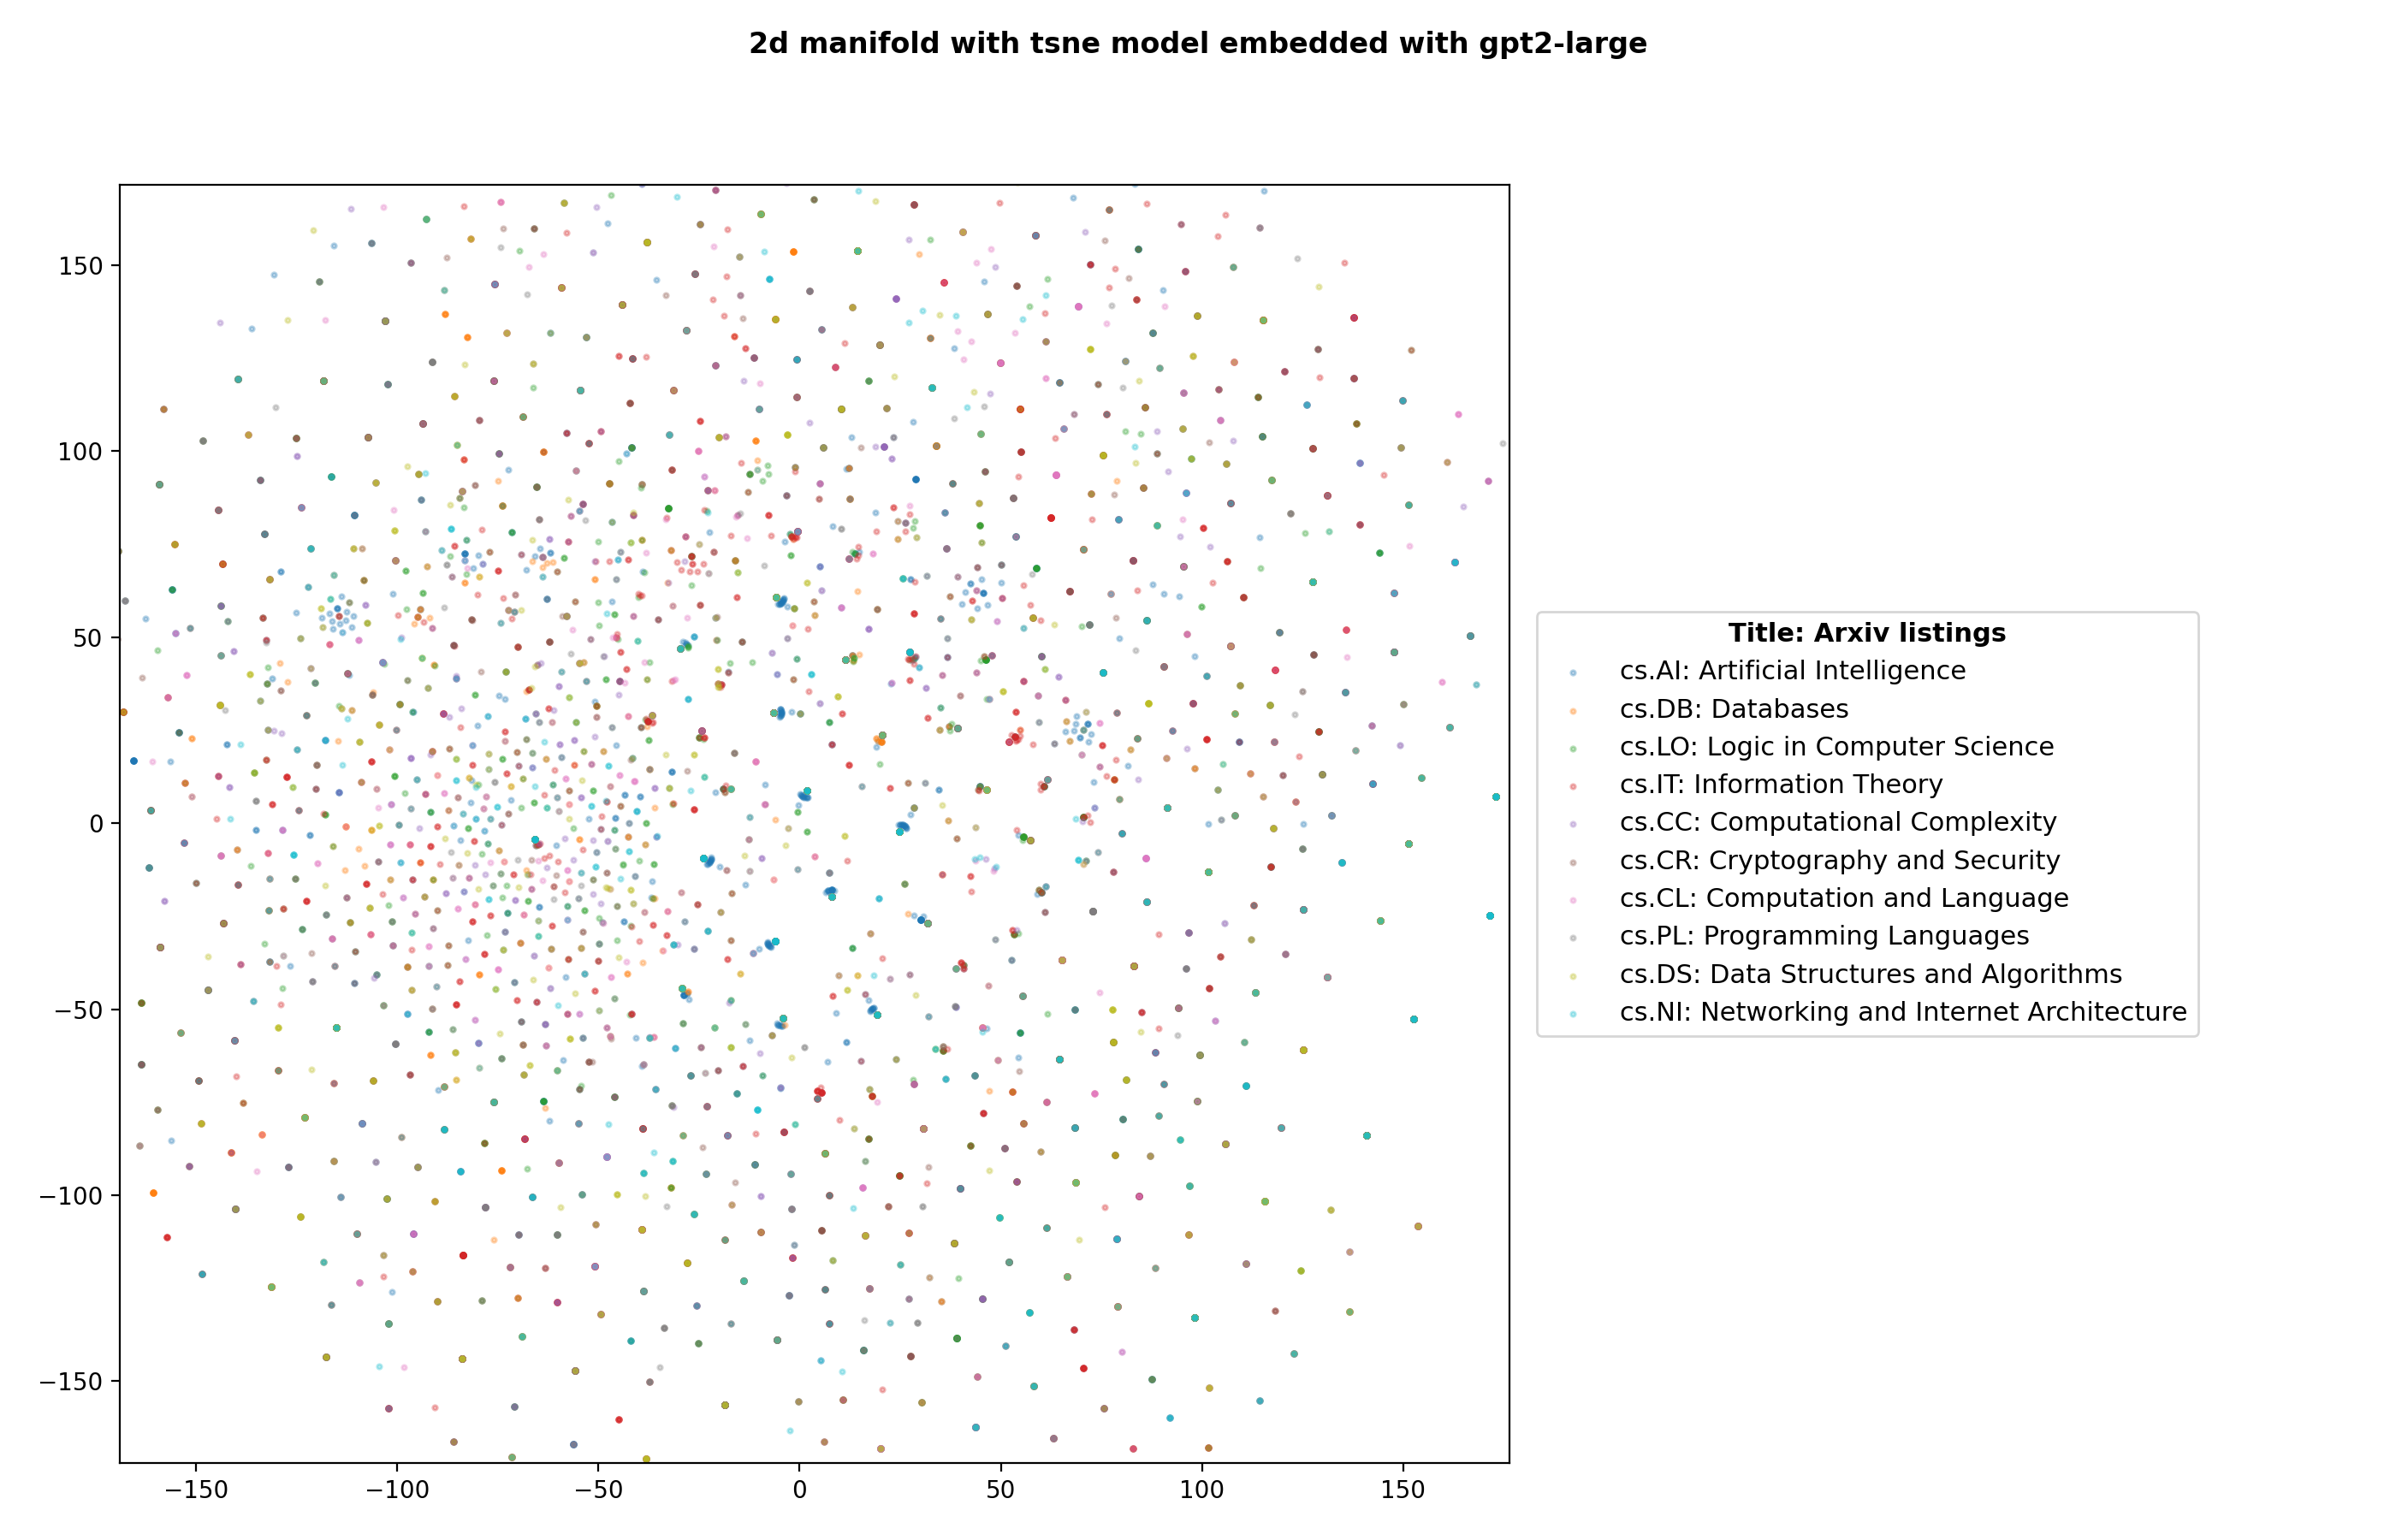 2d manifold with tsne model embedded with gpt2-large
150
100
50
0
−50
−100
−150
−150 −100 −50 0 50 100 150
Title: Arxiv listings
cs.AI: Artificial Intelligence
cs.DB: Databases
cs.LO: Logic in Computer Science
cs.IT: Information Theory
cs.CC: Computational Complexity
cs.CR: Cryptography and Security
cs.CL: Computation and Language
cs.PL: Programming Languages
cs.DS: Data Structures and Algorithms
cs.NI: Networking and Internet Architecture